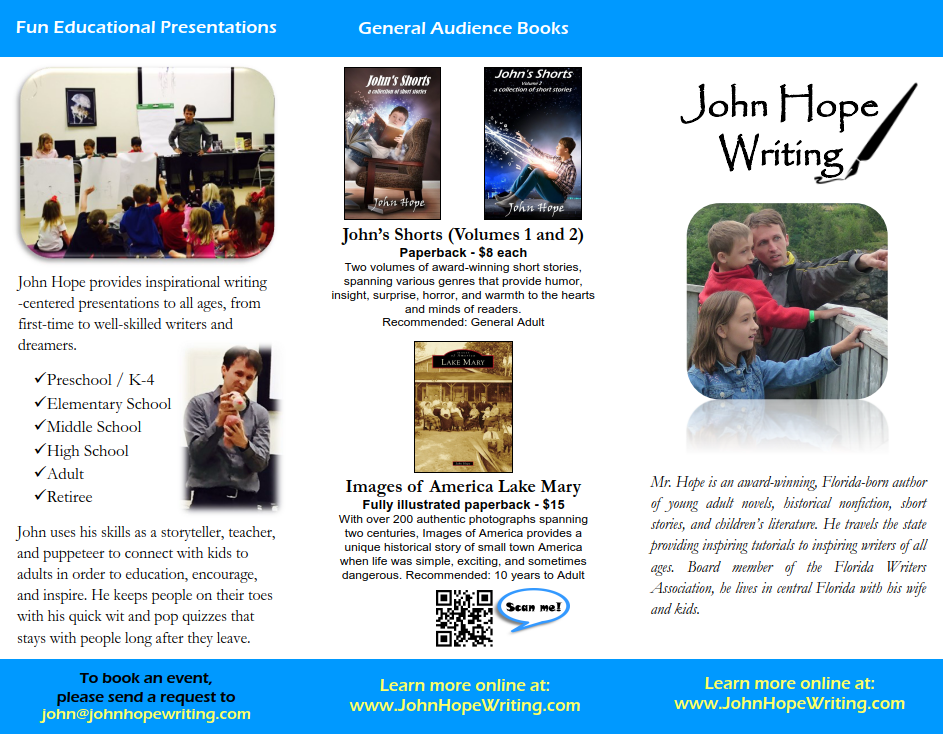 Fun Educational Presentations
John Hope provides inspirational writing
-centered presentations to all ages, from
first-time to well-skilled writers and
dreamers.
✓Preschool / K-4
✓Elementary School
✓Middle School
✓High School
✓Adult
✓Retiree
John uses his skills as a storyteller, teacher,
and puppeteer to connect with kids to
adults in order to education, encourage,
and inspire. He keeps people on their toes
with his quick wit and pop quizzes that
stays with people long after they leave.
To book an event,
please send a request to
john@johnhopewriting.com
General Audience Books
John's Shorts
a collection of short stories
John Hope
John's Shorts
Volume 2
a collection of short stories
John Hope
John's Shorts (Volumes 1 and 2)
Paperback - $8 each
Two volumes of award-winning short stories,
spanning various genres that provide humor,
insight, surprise, horror, and warmth to the hearts
and minds of readers.
Recommended: General Adult
LAKE MARY
Images of America Lake Mary
Fully illustrated paperback - $15
With over 200 authentic photographs spanning
two centuries, Images of America provides a
unique historical story of small town America
when life was simple, exciting, and sometimes
dangerous. Recommended: 10 years to Adult
Scan me!
Learn more online at:
www.JohnHopeWriting.com
John Hope
Writing
Mr. Hope is an award-winning, Florida-born author
of young adult novels, historical nonfiction, short
stories, and children's literature. He travels the state
providing inspiring tutorials to inspiring writers of all
ages. Board member of the Florida Writers
Association, he lives in central Florida with his wife
and kids.
Learn more online at:
www.JohnHopeWriting.com